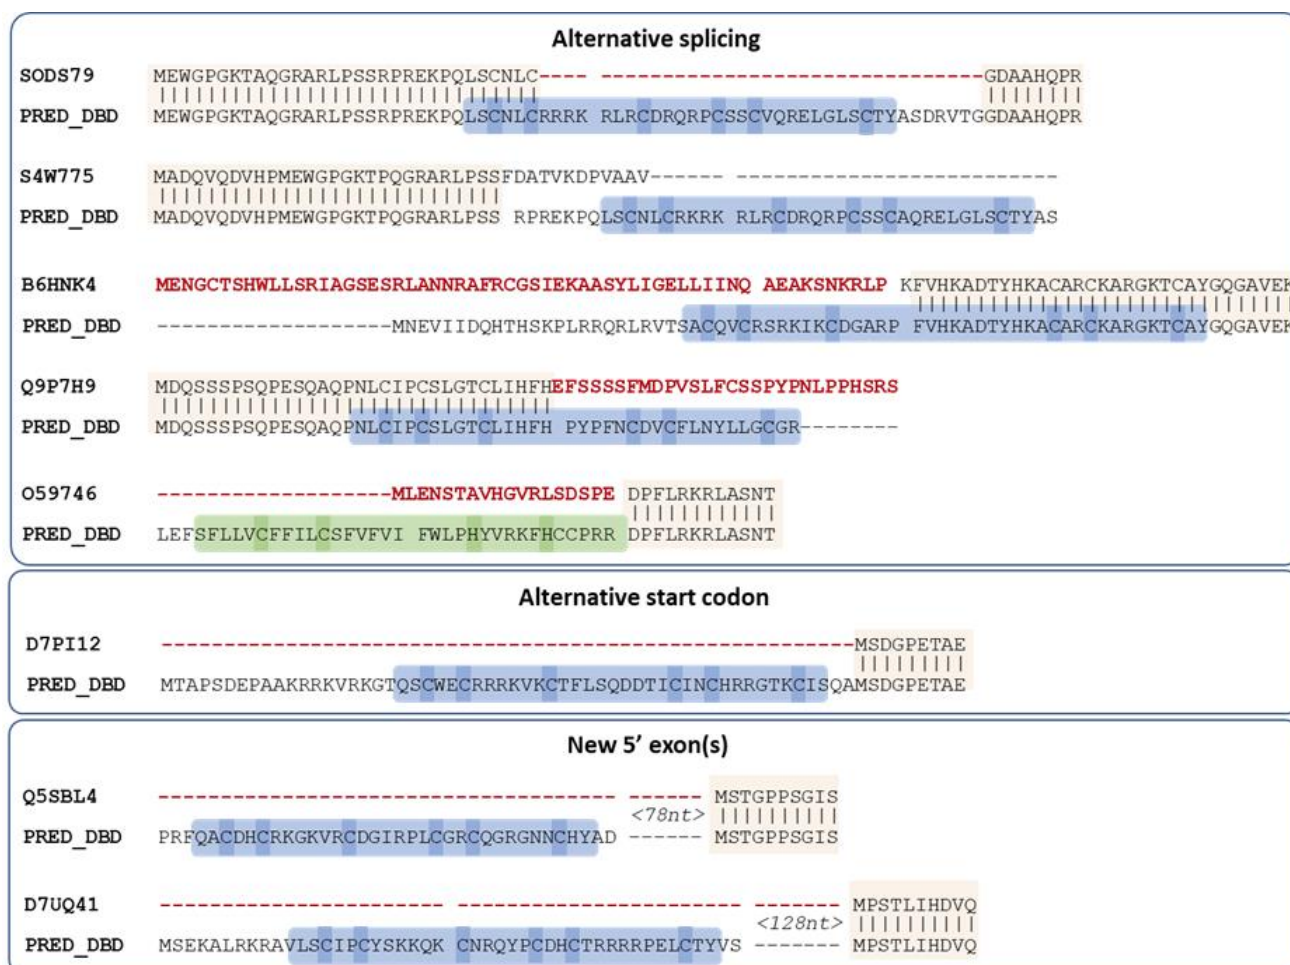 Alternative splicing
SODS79 MEWGPGKTAQGRARLPSSRPREKPQLSCNLC---- --------------------------------GDAAHQPR
PRED_DBD MEWGPGKTAQGRARLPSSRPREKPQLSCNLCRRRK RLRCDRQRPCSSCVQRELGLSCTYASDRVTGGDAAHQPR
S4W775 MADQVQDVHPMEWGPGKTPQGRARLPSSFDATVKDPVAAV------ --------------------------
PRED_DBD MADQVQDVHPMEWGPGKTPQGRARLPSS RPREKPQLSCNLCRKRK RLRCDRQRPCSSCAQRELGLSCTYAS
B6HNK4 MENGCTSHWLLSRIAGSESRLANNRAFRCGSIEKAASYLIGELLIINQ AEAKSNKRLP KFVHKADTYHKACARCKARGKTCAYGQGAVEK
PRED_DBD -------------------MNEVIIDQHTHSKPLRRQRLRVTSACQVCRSRKIKCDGARP FVHKADTYHKACARCKARGKTCAYGQGAVEK
Q9P7H9 MDQSSSPSQPESQAQPNLCIPCSLGTCLIHFHEFSSSSFMDPVSLFCSSPYPNLPPHSRS
PRED_DBD MDQSSSPSQPESQAQPNLCIPCSLGTCLIHFH PYPFNCDVCFLNYLLGCGR--------
O59746 -------------------MLENSTAVHGVRLSDSPE DPFLRKRLASNT
PRED_DBD LEFSFLLVCFFILCSFVFVI FWLPHYVRKFHCCPRR DPFLRKRLASNT
Alternative start codon
D7PI12 ---------------------------------------------------------MSDGPETAE
PRED_DBD MTAPSDEPAAKRRKVRKGTQSCWECRRRKVKCTFLSQDDTICINCHRRGTKCISQAMSDGPETAE
New 5’ exon(s)
Q5SBL4 ------------------------------------- ------ MSTGPPSGIS
<78nt>
PRED_DBD PRFQACDHCRKGKVRCDGIRPLCGRCQGRGNNCHYAD ------ MSTGPPSGIS
D7UQ41 ----------------------- ----------------------- ------- MPSTLIHDVQ
<128nt>
PRED_DBD MSEKALRKRAVLSCIPCYSKKQK CNRQYPCDHCTRRRRPELCTYVS ------- MPSTLIHDVQ